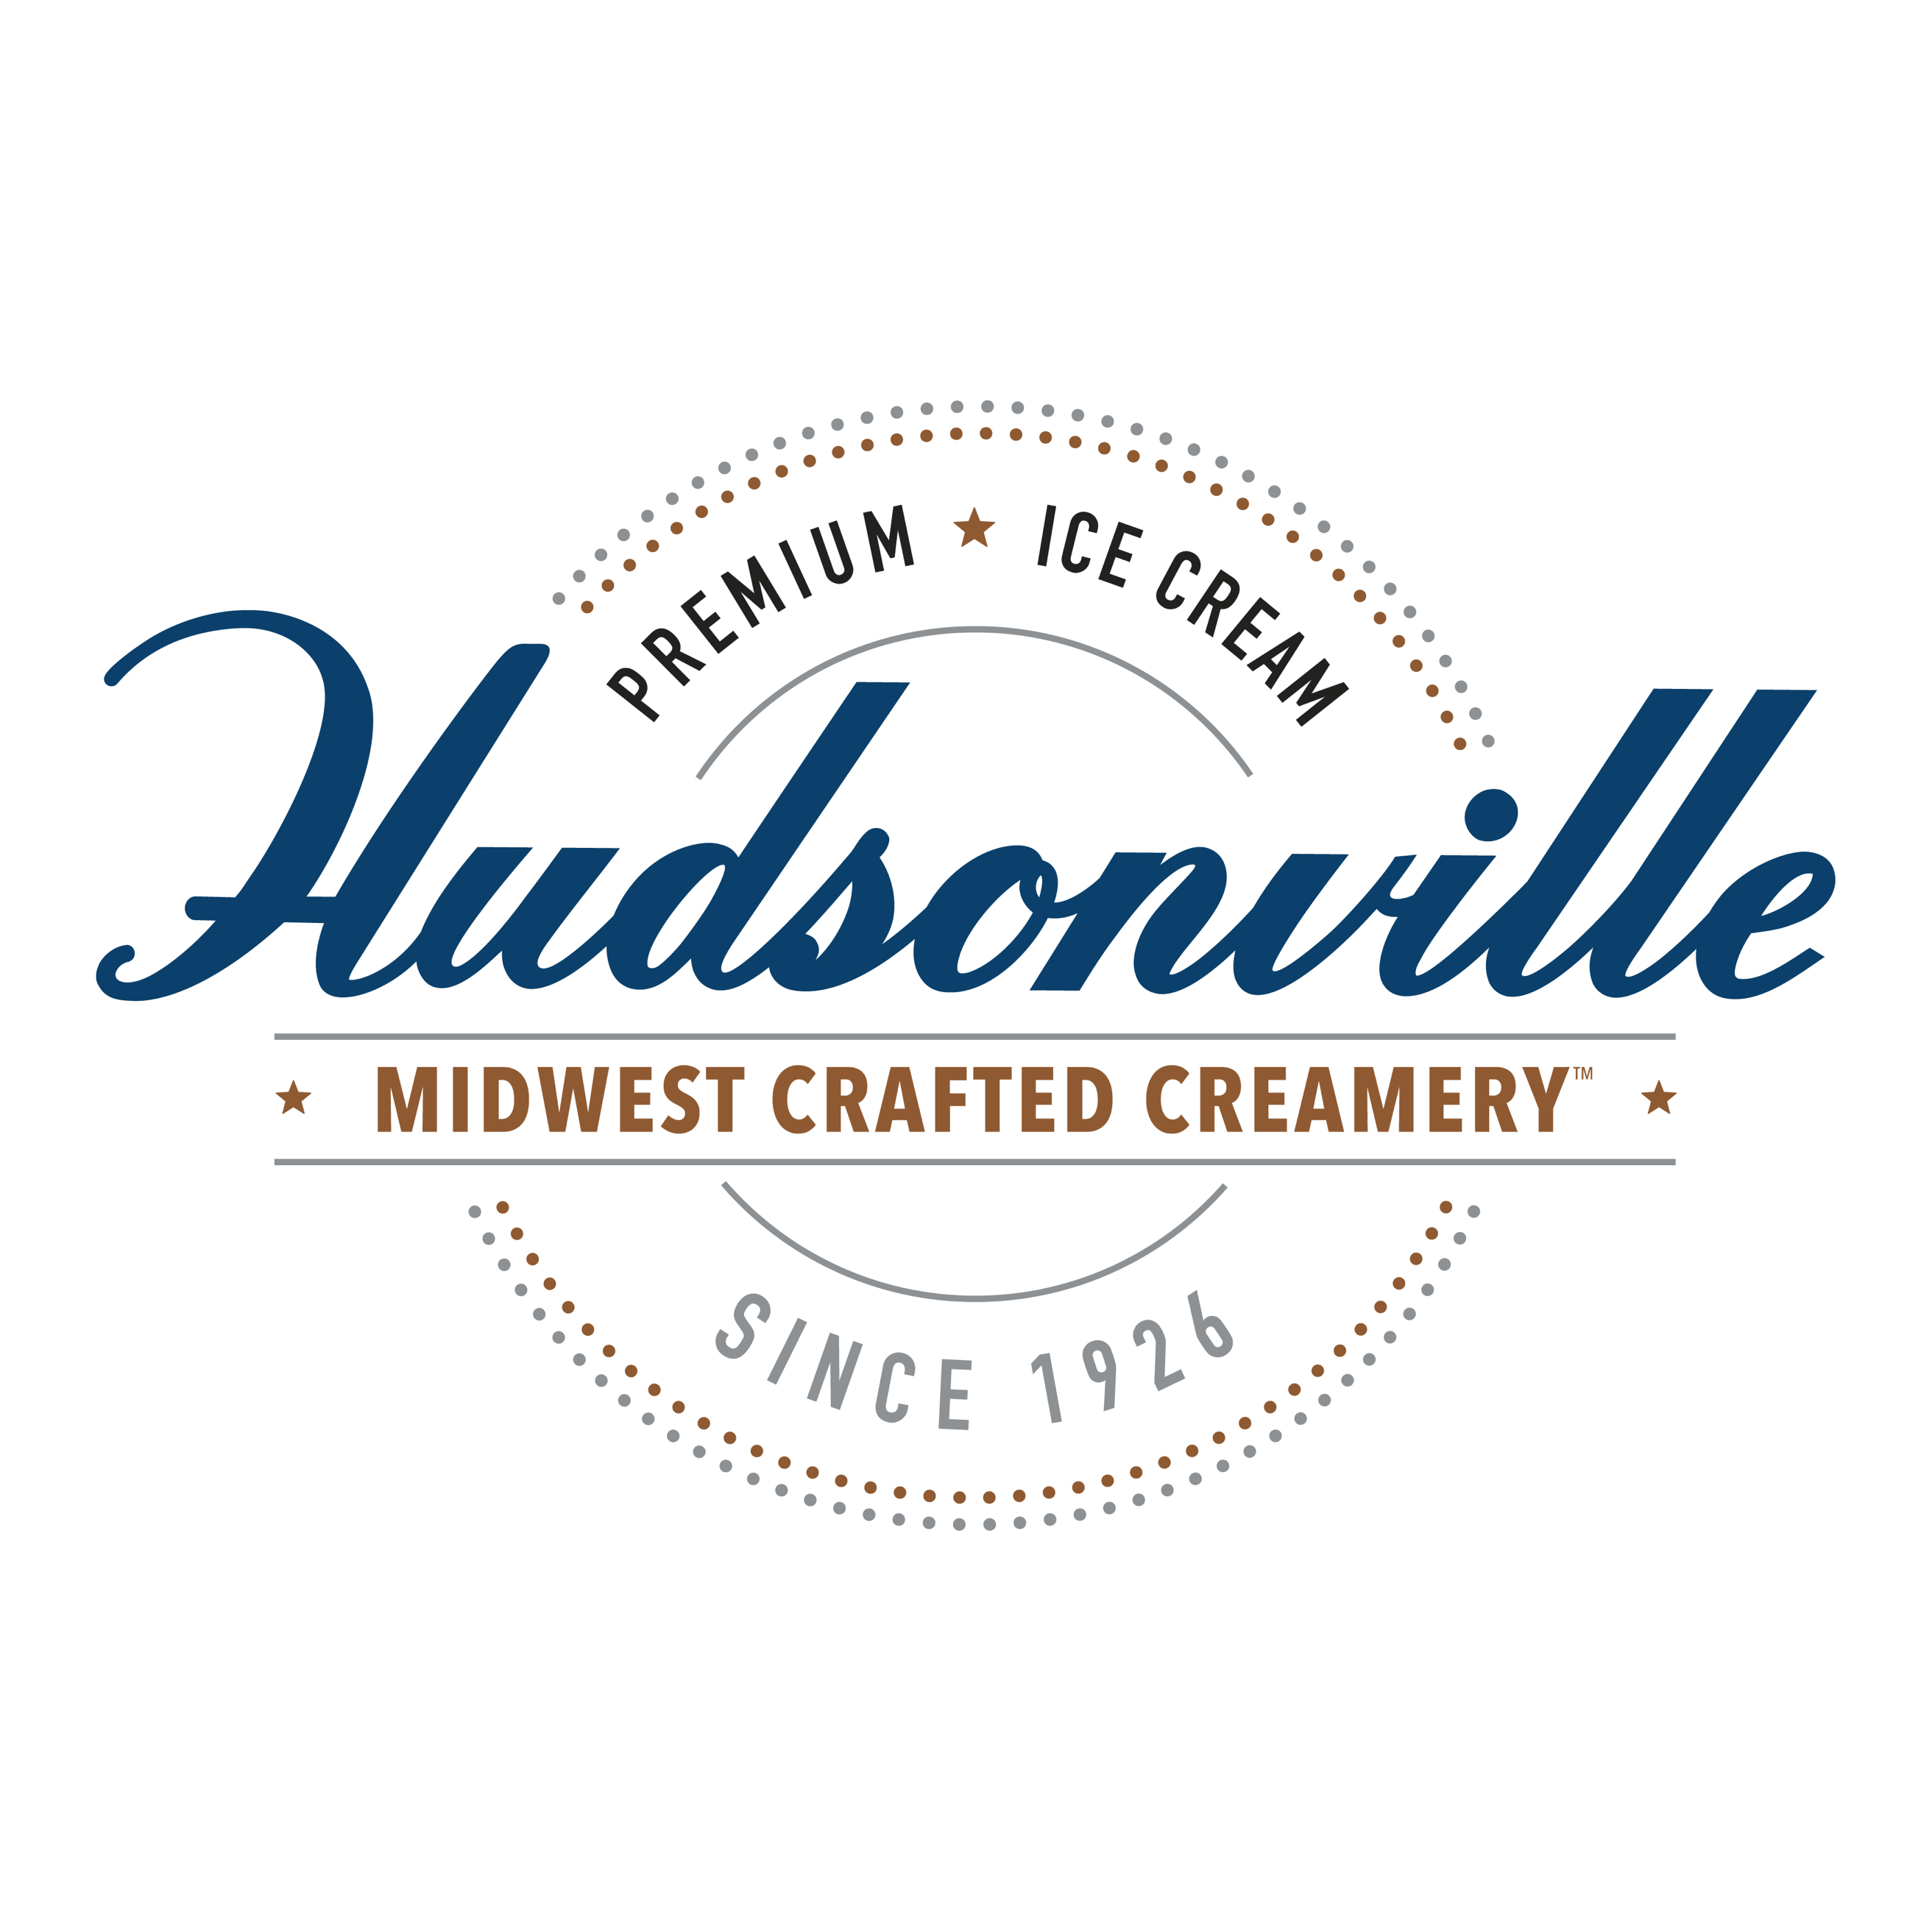 PREMIUM ★ ICE CREAM
Hudsonville
★ MIDWEST CRAFTED CREAMERY™ ★
SINCE 1926